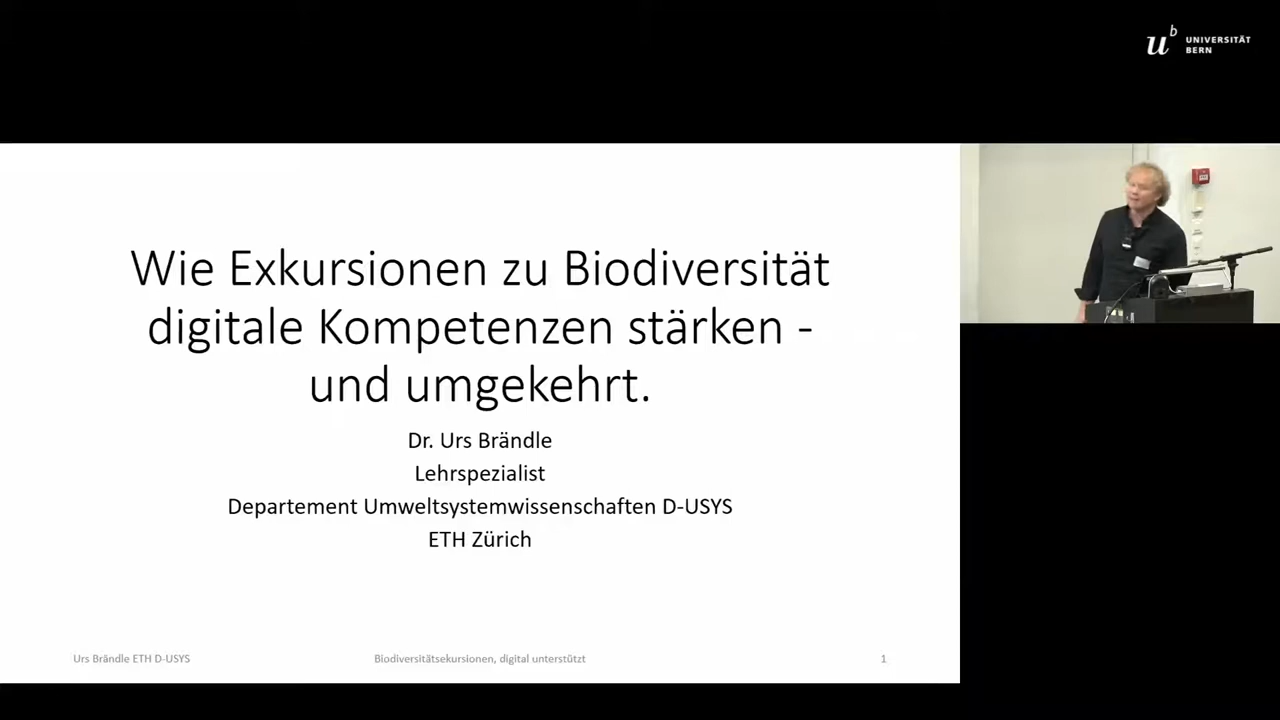 u^b
UNIVERSITÄT
BERN
Wie Exkursionen zu Biodiversität
digitale Kompetenzen stärken -
und umgekehrt.
Dr. Urs Brändle
Lehrspezialist
Departement Umweltsystemwissenschaften D-USYS
ETH Zürich
Urs Brändle ETH D-USYS
Biodiversitätsekursionen, digital unterstützt
1